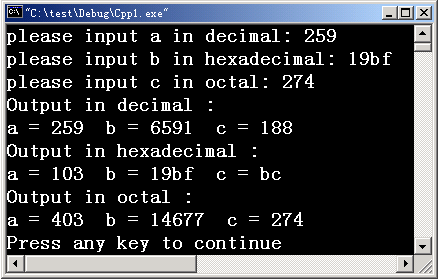 "C:\test\Debug\Cpp1.exe"
please input a in decimal: 259
please input b in hexadecimal: 19bf
please input c in octal: 274
Output in decimal :
a = 259  b = 6591  c = 188
Output in hexadecimal :
a = 103  b = 19bf  c = bc
Output in octal :
a = 403  b = 14677  c = 274
Press any key to continue